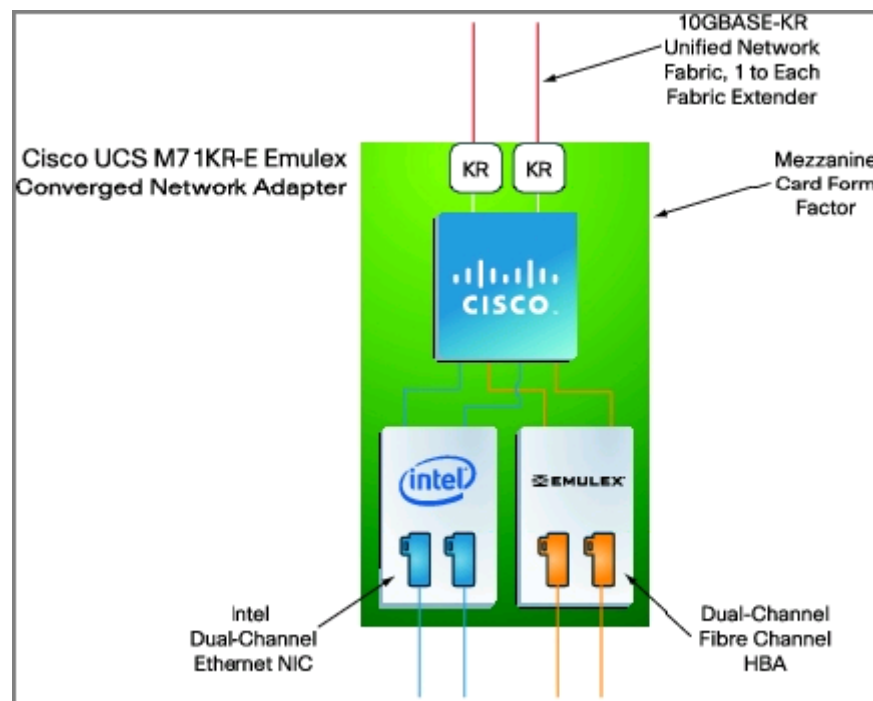 10GBASE-KR
Unified Network
Fabric, 1 to Each
Fabric Extender
Cisco UCS M71KR-E Emulex
Converged Network Adapter
Mezzanine
Card Form
Factor
KR
KR
CISCO
intel
EMULEX
Intel
Dual-Channel
Ethernet NIC
Dual-Channel
Fibre Channel
HBA